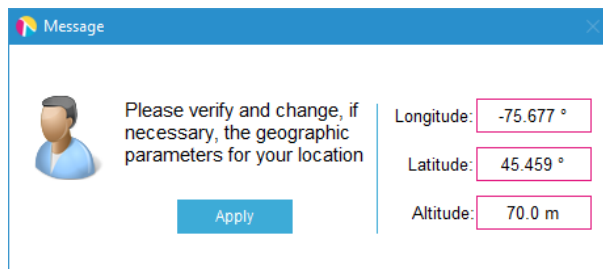 Message
Please verify and change, if
necessary, the geographic
parameters for your location
Apply
Longitude: -75.677 °
Latitude: 45.459 °
Altitude: 70.0 m